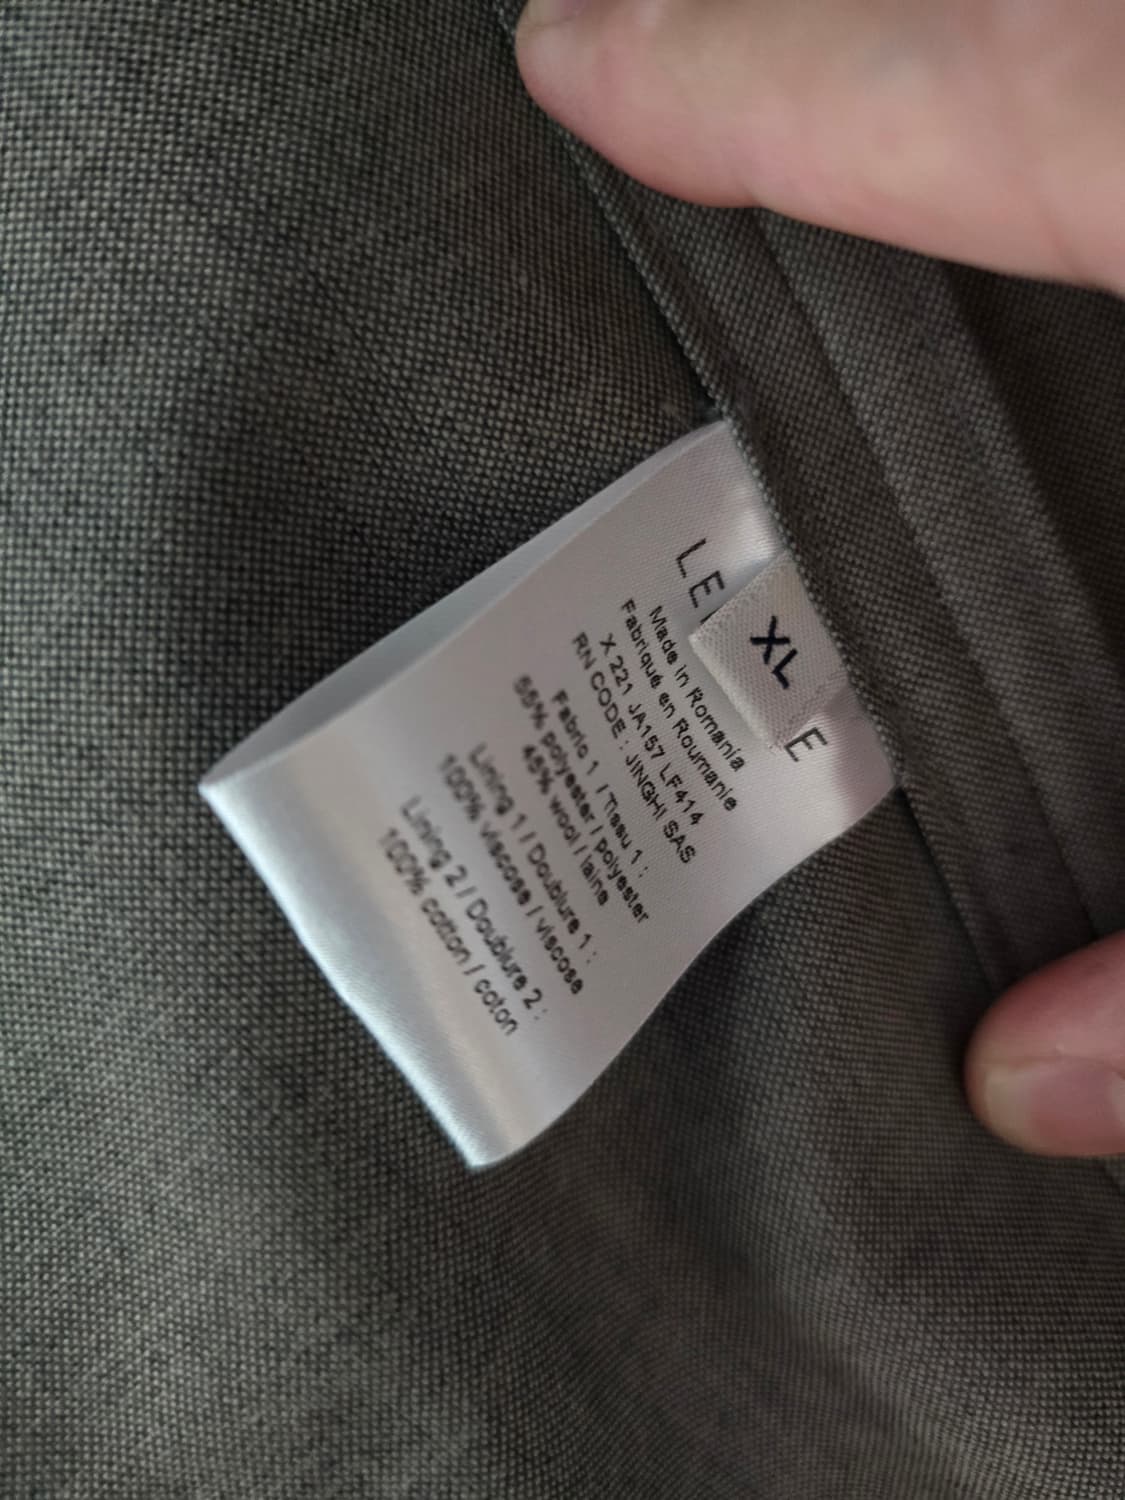 LE
XL
E
Made in Romania
Fabriqué en Roumanie
X 221 JA157 LF414
RN CODE : JINGHI SAS
Fabric 1 / Tissu 1 :
55% polyester / polyester
45% wool / laine
Lining 1 / Doublure 1 :
100% viscose / viscose
Lining 2 / Doublure 2 :
100% cotton / coton